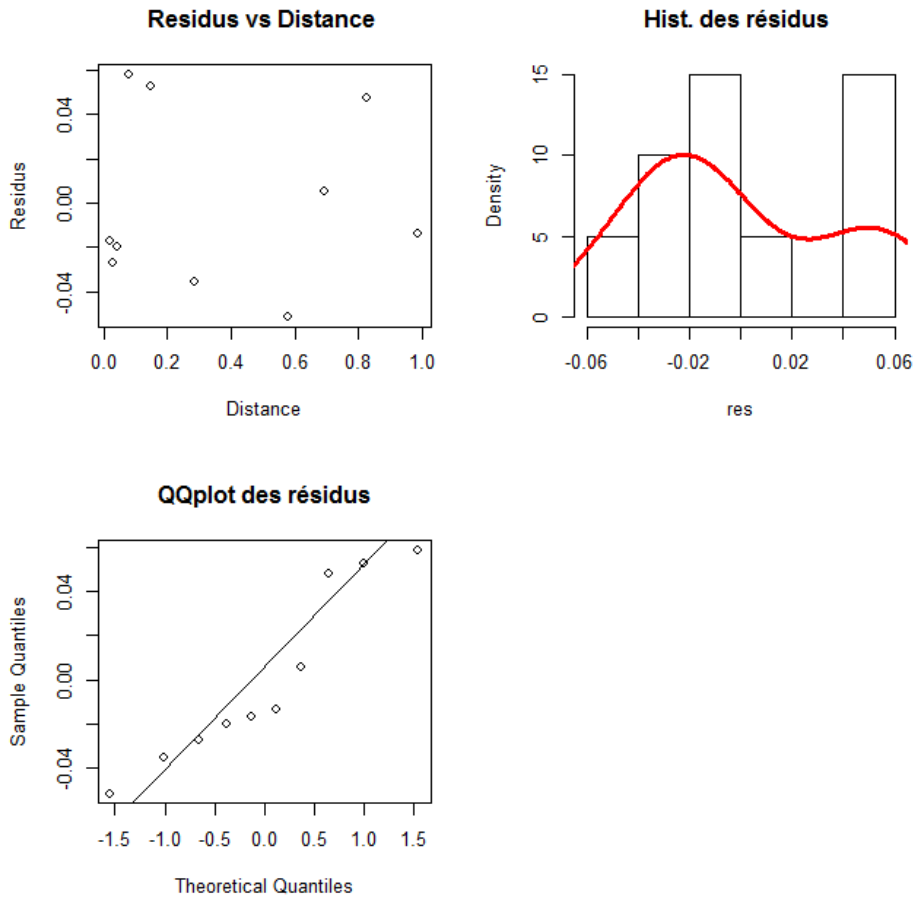 Residus vs Distance
Residus
0.04
0.00
-0.04
0.0 0.2 0.4 0.6 0.8 1.0
Distance
Hist. des résidus
Density
15
10
5
0
-0.06 -0.02 0.02 0.06
res
QQplot des résidus
Sample Quantiles
0.04
0.00
-0.04
-1.5 -1.0 -0.5 0.0 0.5 1.0 1.5
Theoretical Quantiles